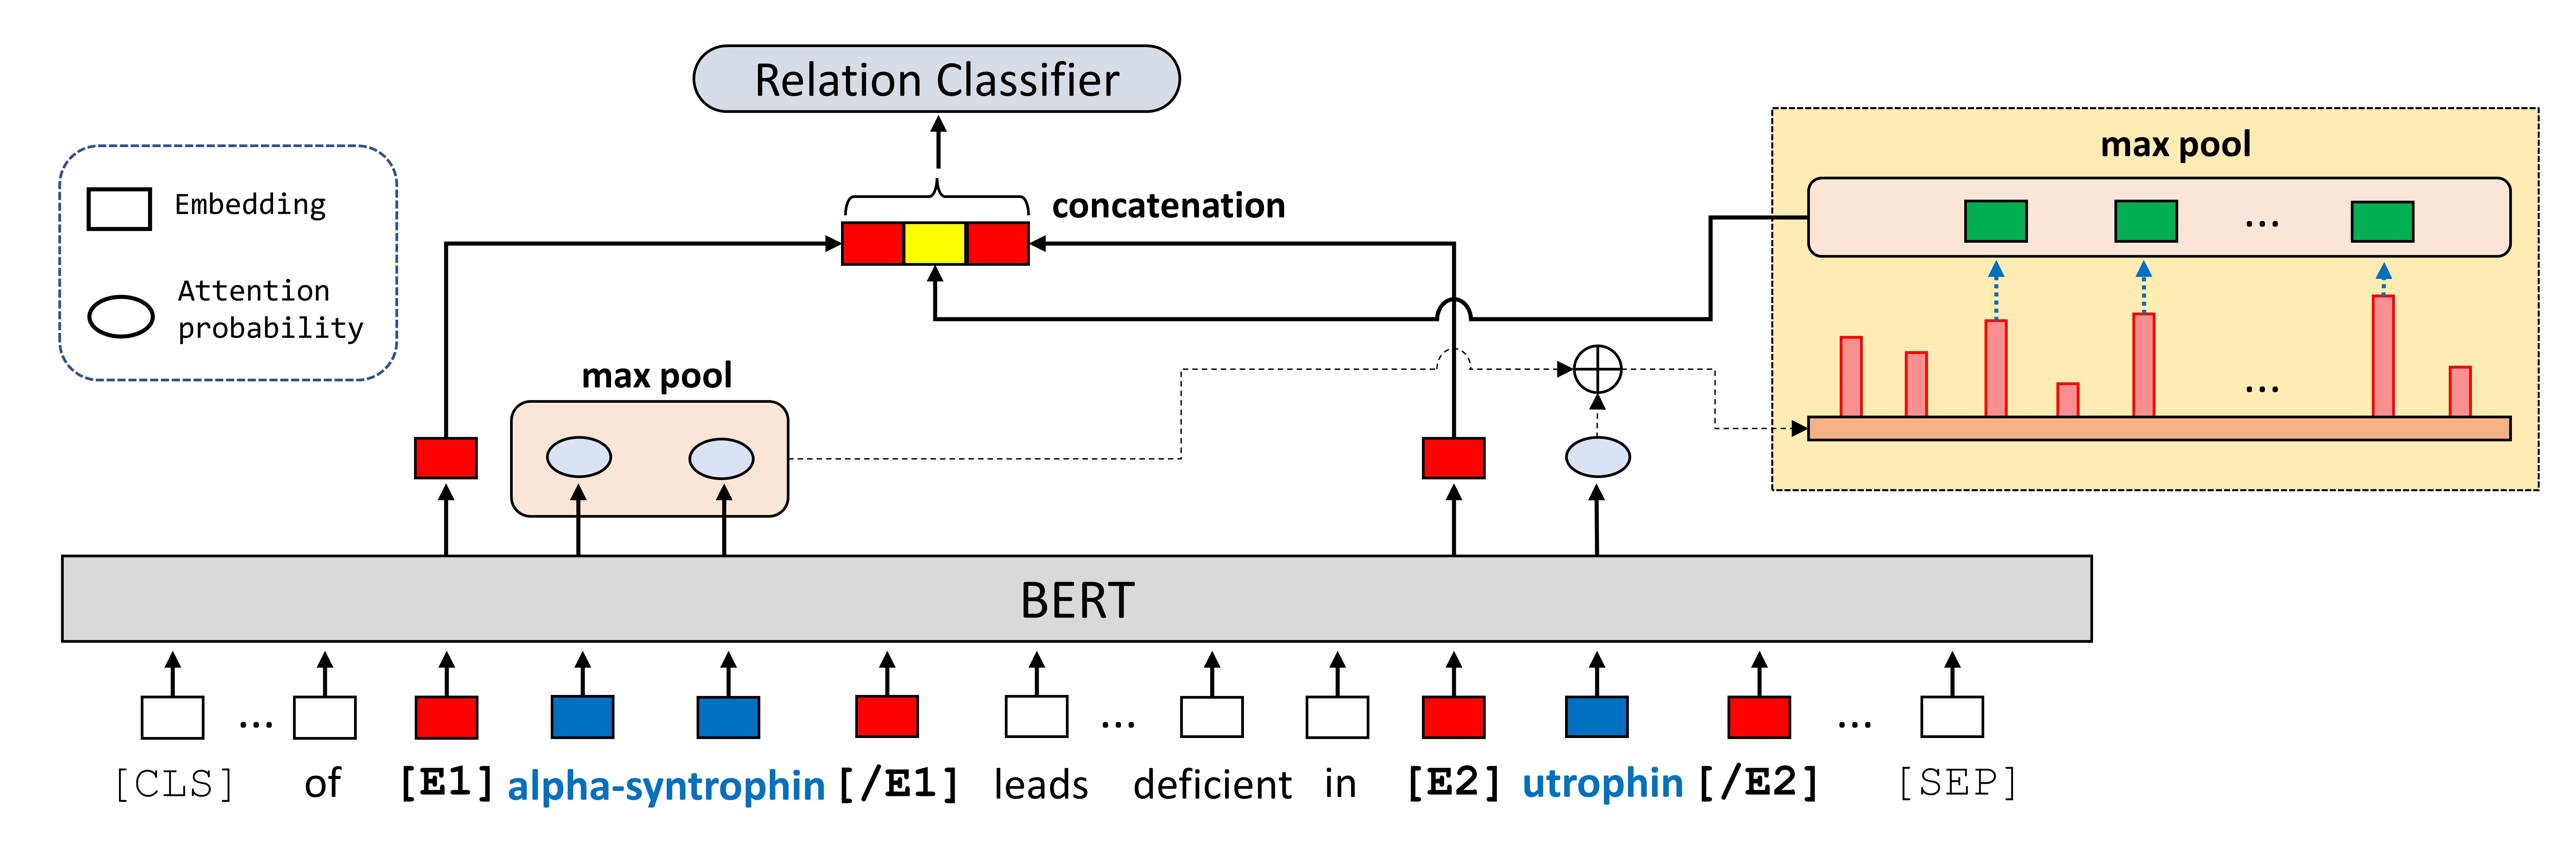 Relation Classifier
max pool
Embedding
concatenation
...
Attention
probability
max pool
...
BERT
... ... ...
[CLS] of [E1] alpha-syntrophin [/E1] leads deficient in [E2] utrophin [/E2] [SEP]